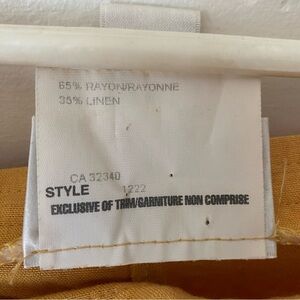 65% RAYON/RAYONNE
35% LINEN
CA 32340
STYLE 1222
EXCLUSIVE OF TRIM/GARNITURE NON COMPRISE